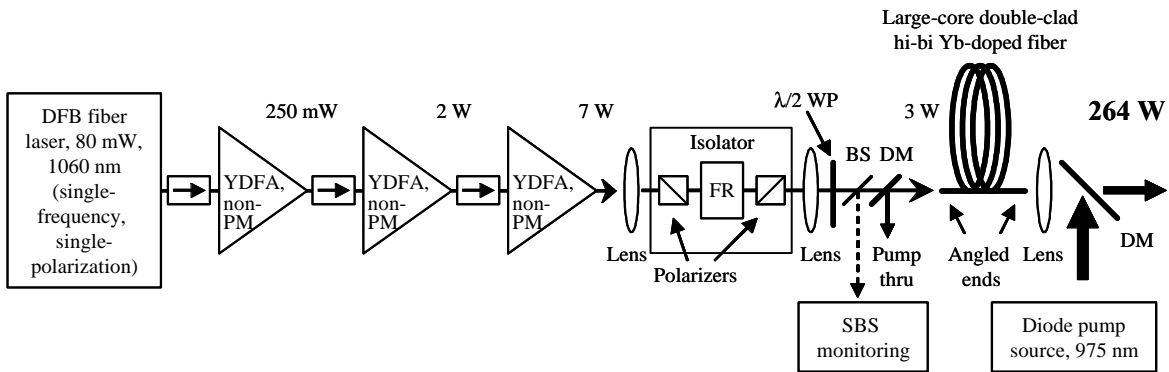 Large-core double-clad
hi-bi Yb-doped fiber
DFB fiber
laser, 80 mW,
1060 nm
(single-
frequency,
single-
polarization)
250 mW
2 W
7 W
λ/2 WP
3 W
264 W
YDFA,
non-
PM
YDFA,
non-
PM
YDFA,
non-
PM
Isolator
FR
BS
DM
Lens
Polarizers
Lens
Pump
thru
Angled
ends
Lens
DM
SBS
monitoring
Diode pump
source, 975 nm